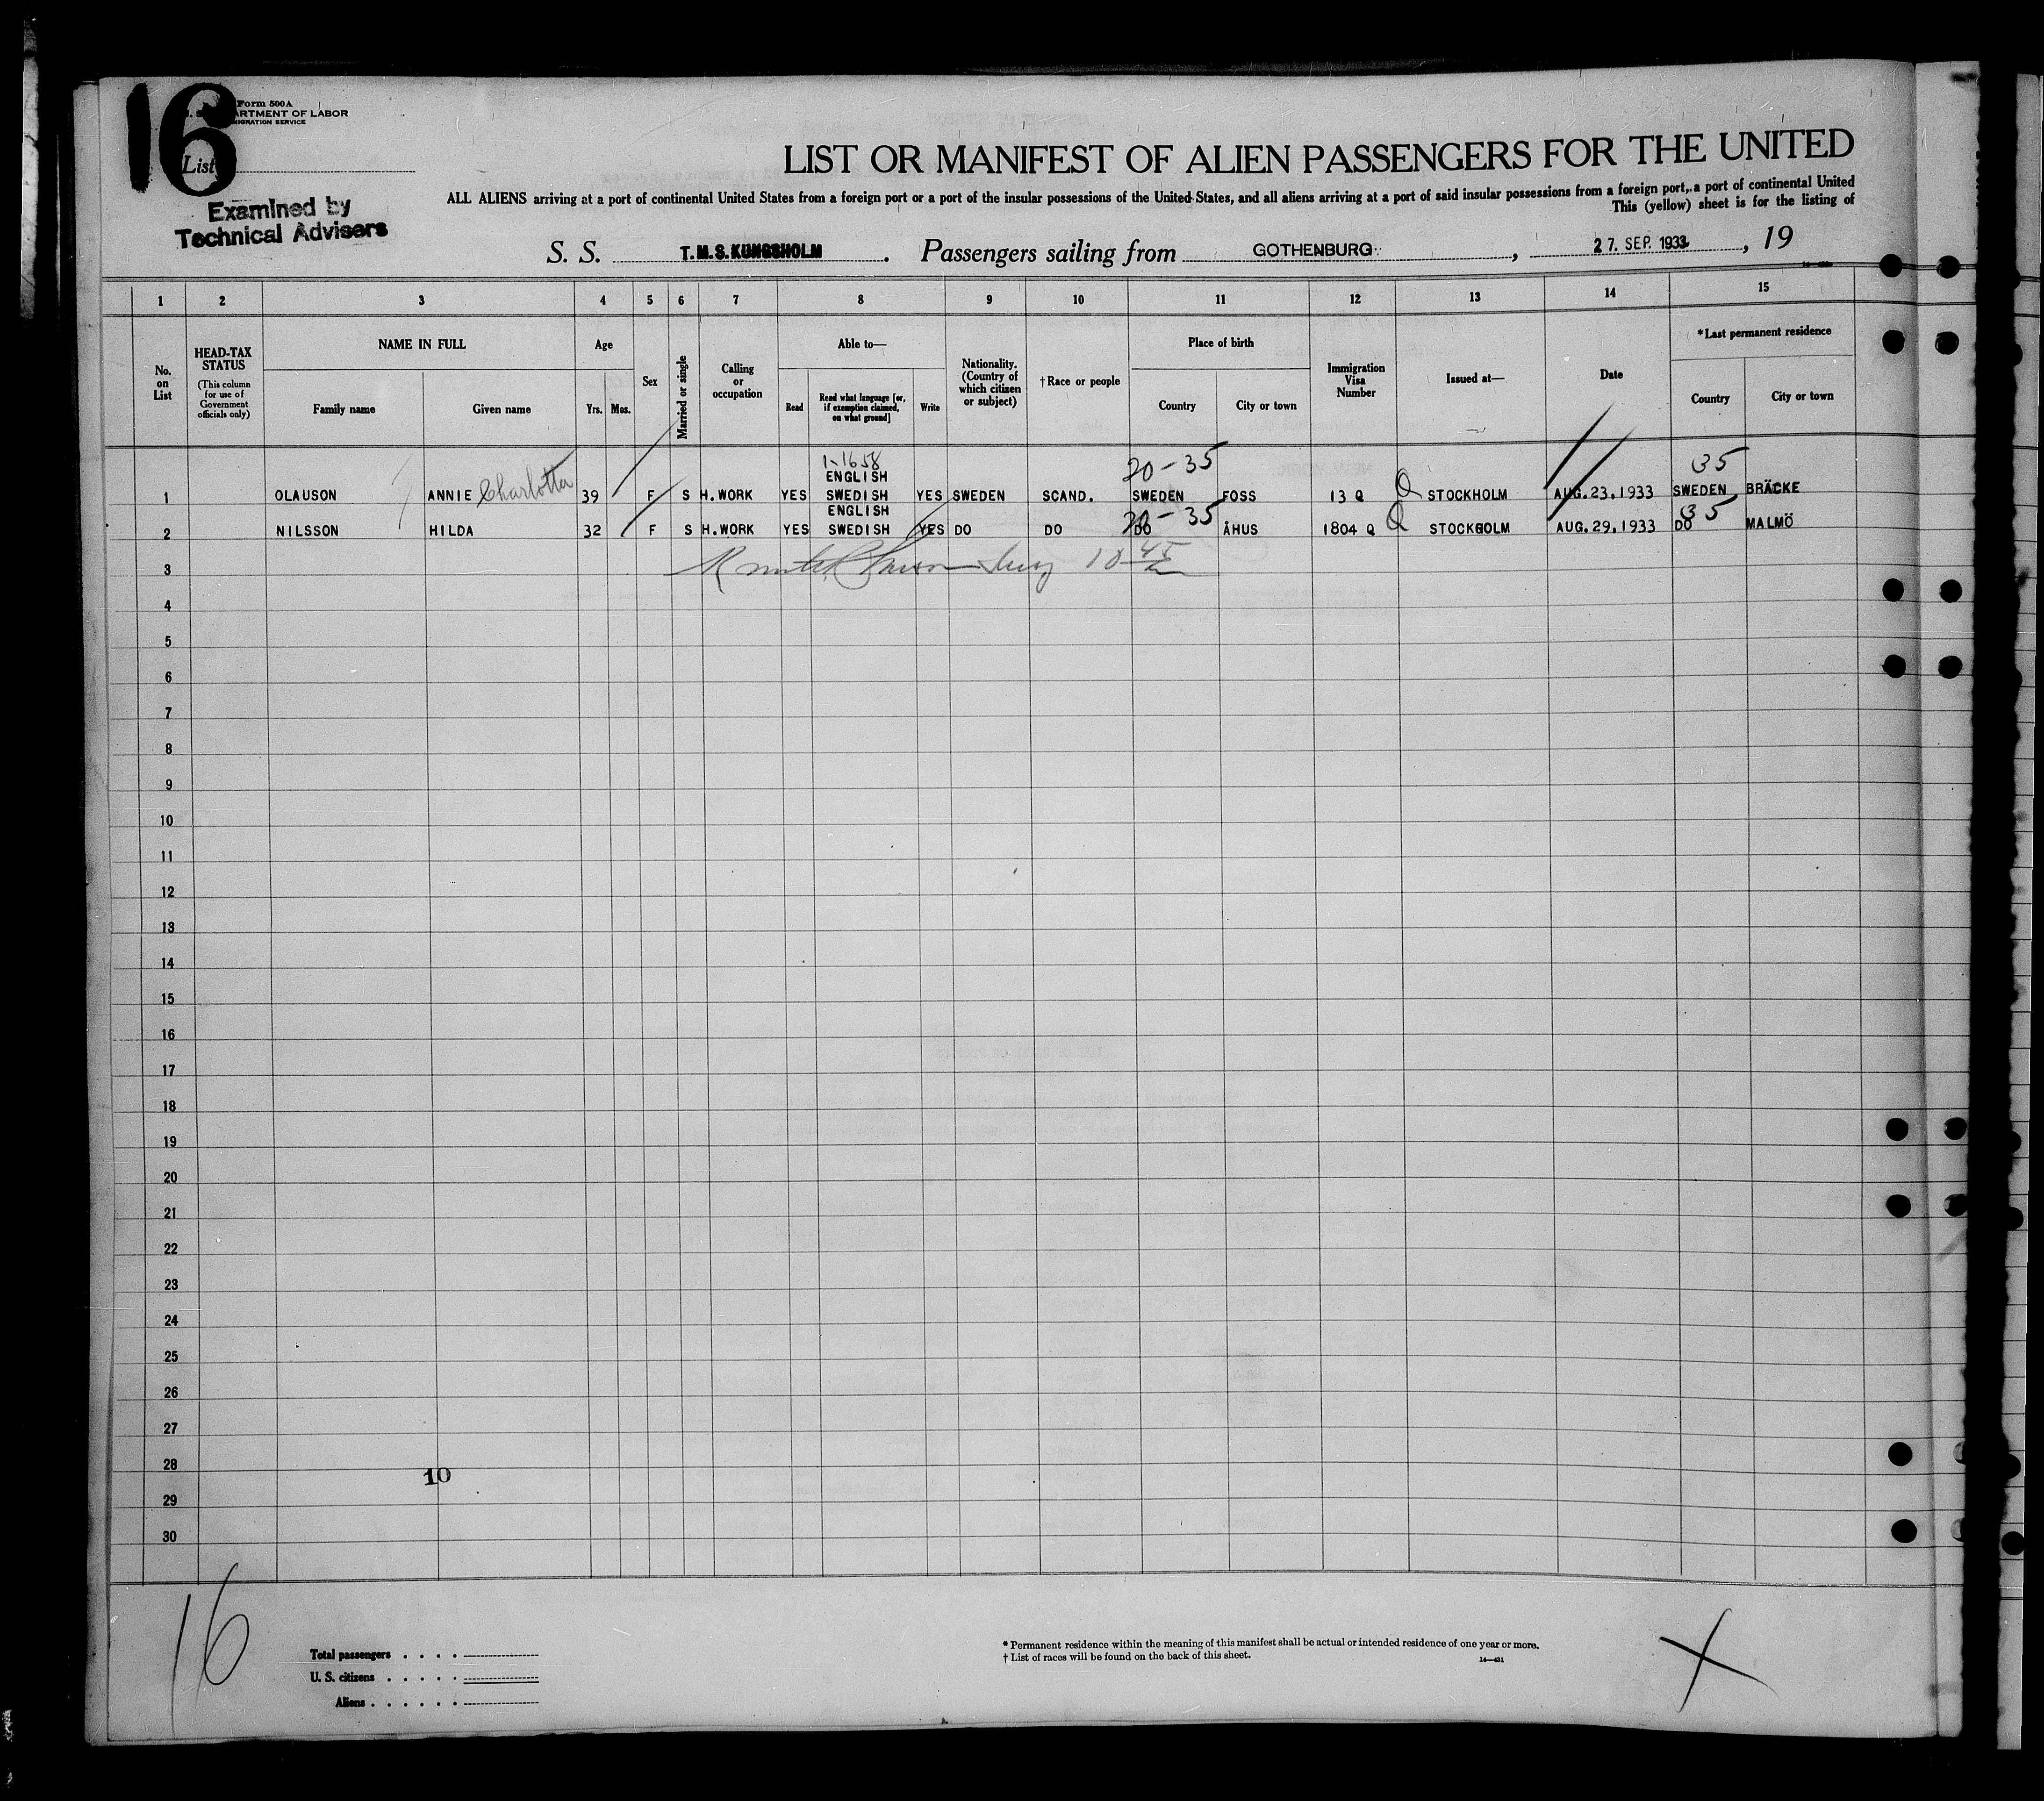 16
Form 500A
ARTMENT OF LABOR
MIGRATION SERVICE
List
Examined by
Technical Advisers
LIST OR MANIFEST OF ALIEN PASSENGERS FOR THE UNITED
ALL ALIENS arriving at a port of continental United States from a foreign port or a port of the insular possessions of the United States, and all aliens arriving at a port of said insular possessions from a foreign port, a port of continental United
This (yellow) sheet is for the listing of
S. S. T.M.S. KUNGSHOLM. Passengers sailing from GOTHENBURG, 27. SEP. 1933, 19
1 2 3 4 5 6 7 8 9 10 11 12 13 14 15
No. on List
HEAD-TAX STATUS
(This column for use of Government officials only)
NAME IN FULL
Family name Given name
Age
Yrs. Mos.
Sex
Married or single
Calling or occupation
Able to—
Read Read what language [or, if exemption claimed, on what ground] Write
Nationality. (Country of which citizen or subject)
† Race or people
Place of birth
Country City or town
Immigration Visa Number
Issued at—
Date
* Last permanent residence
Country City or town
1-1658 20-35 35
ENGLISH
1 OLAUSON ANNIE Charlotta 39 F S H.WORK YES SWEDISH YES SWEDEN SCAND. SWEDEN FOSS 13 Q Q STOCKHOLM AUG.23,1933 SWEDEN BRÄCKE
ENGLISH 20-35 35
2 NILSSON HILDA 32 F S H.WORK YES SWEDISH YES DO DO DO ÅHUS 1804 Q Q STOCKHOLM AUG.29,1933 DO MALMÖ
3
4
5
6
7
8
9
10
11
12
13
14
15
16
17
18
19
20
21
22
23
24
25
26
27
28
10
29
30
16
Total passengers . . . .
U. S. citizens . . . . .
Aliens . . . . . .
* Permanent residence within the meaning of this manifest shall be actual or intended residence of one year or more.
† List of races will be found on the back of this sheet.
14—431
X